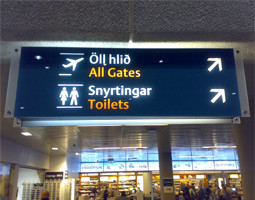 Öll hlið
All Gates
Snyrtingar
Toilets